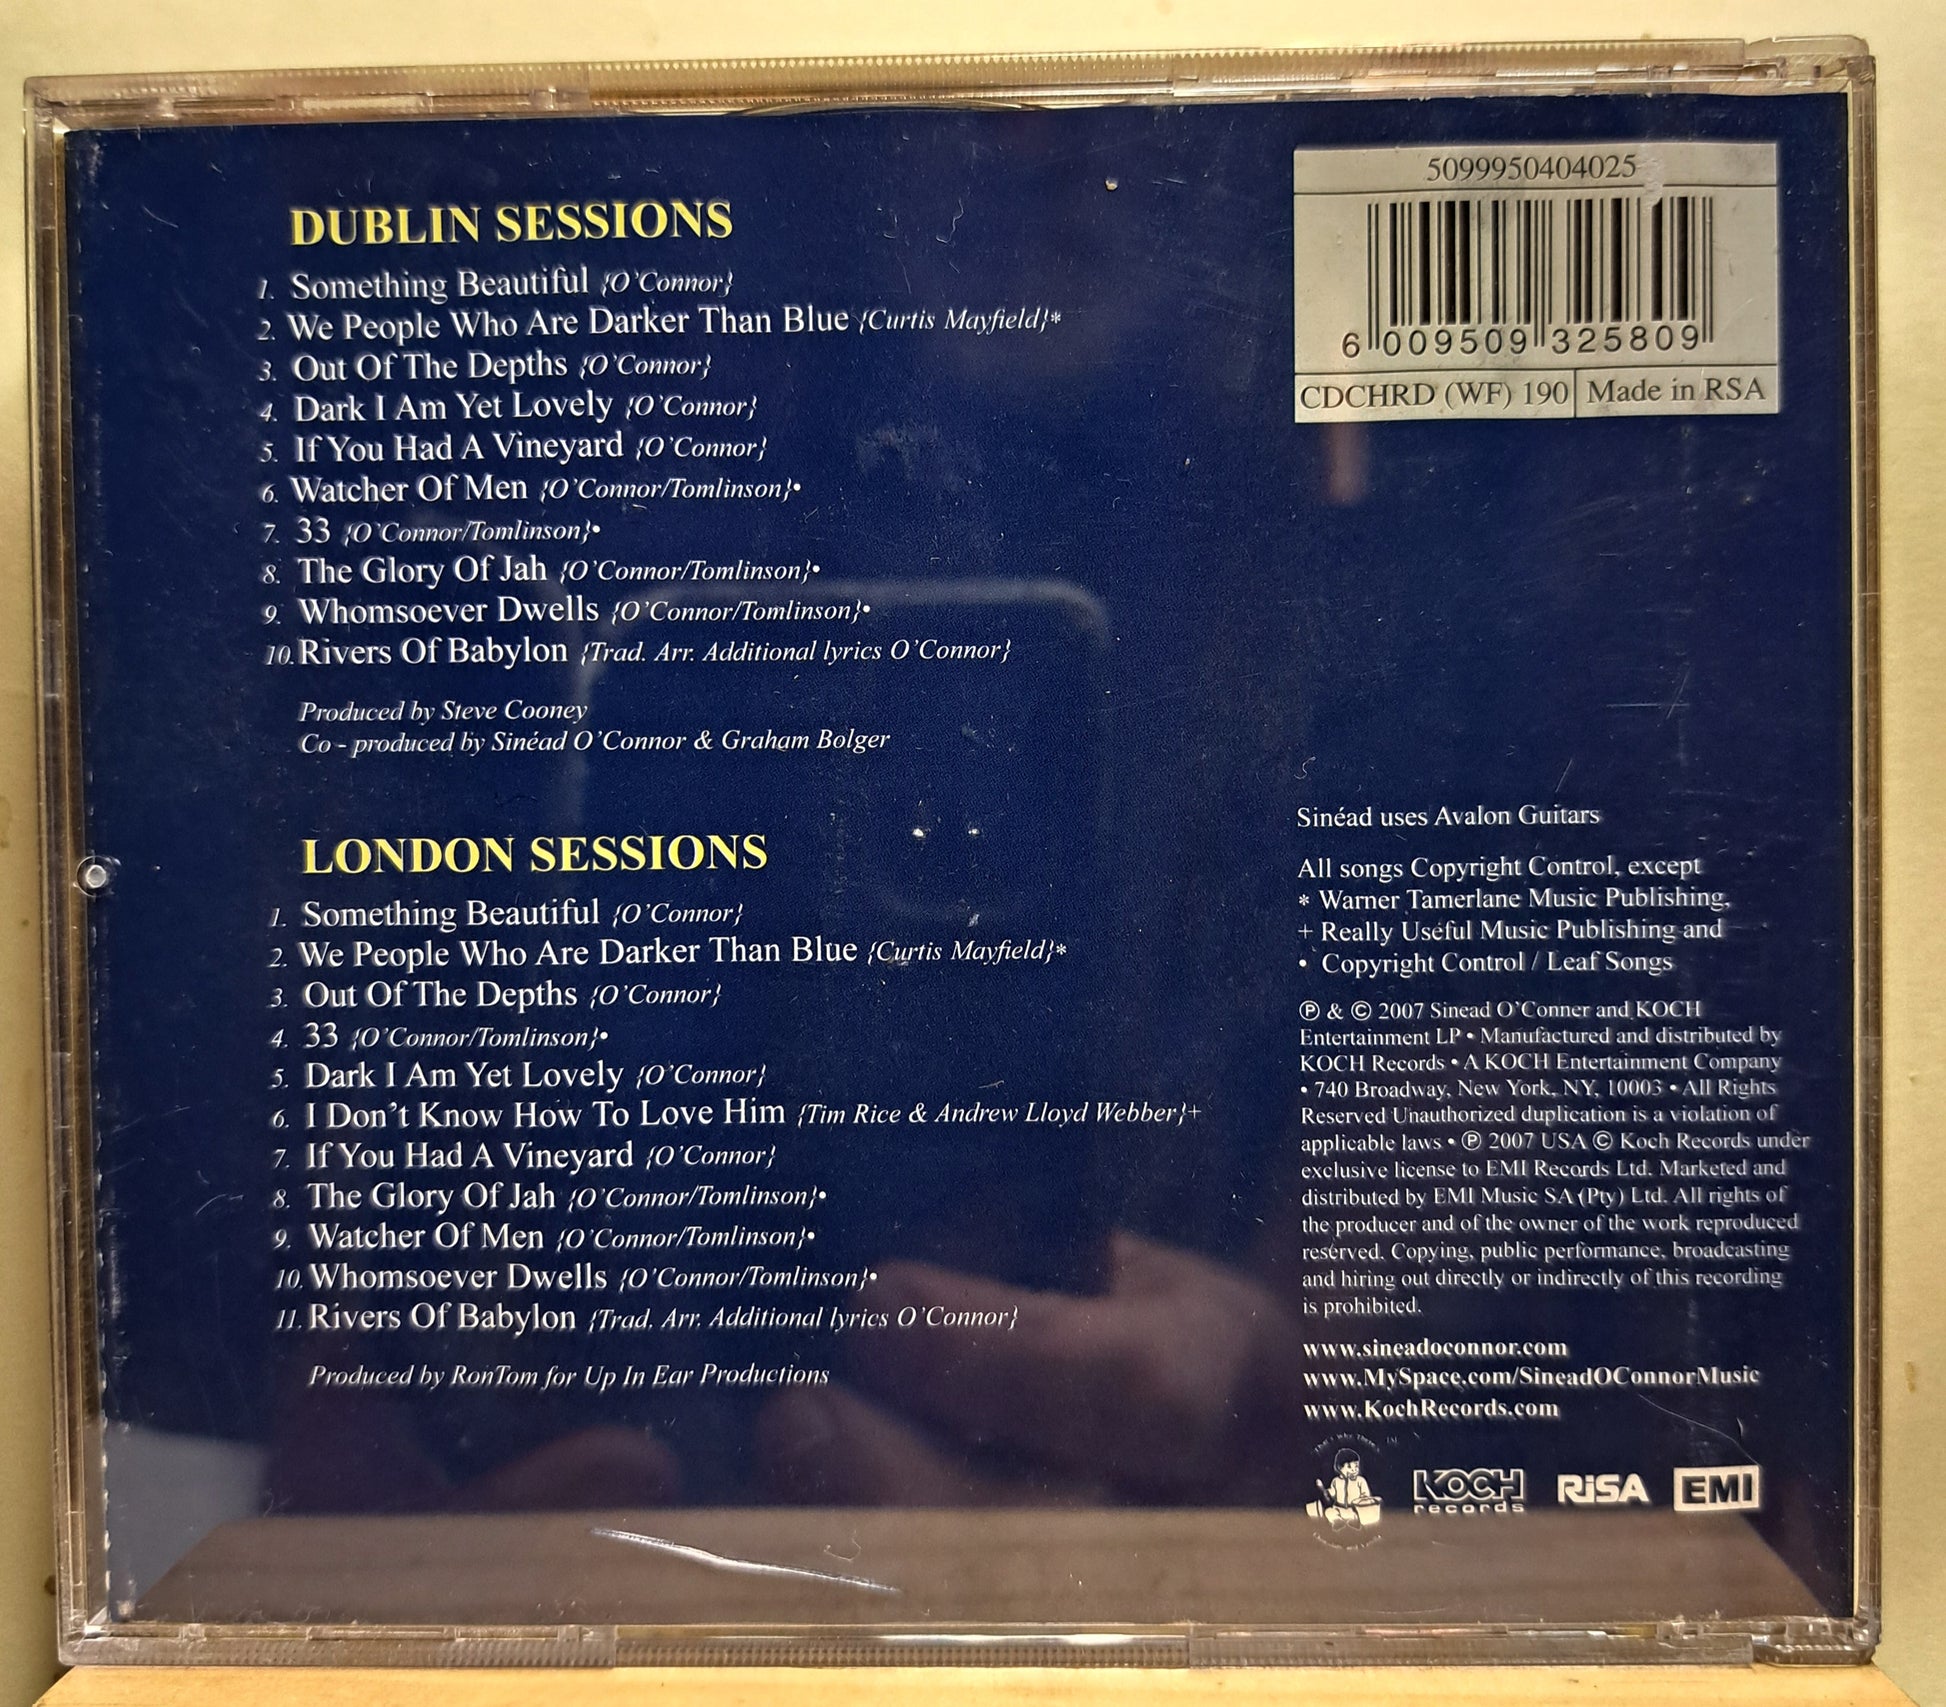 DUBLIN SESSIONS
1. Something Beautiful {O'Connor}
2. We People Who Are Darker Than Blue {Curtis Mayfield}*
3. Out Of The Depths {O'Connor}
4. Dark I Am Yet Lovely {O'Connor}
5. If You Had A Vineyard {O'Connor}
6. Watcher Of Men {O'Connor/Tomlinson}•
7. 33 {O'Connor/Tomlinson}•
8. The Glory Of Jah {O'Connor/Tomlinson}•
9. Whomsoever Dwells {O'Connor/Tomlinson}•
10. Rivers Of Babylon {Trad. Arr. Additional lyrics O'Connor}
Produced by Steve Cooney
Co - produced by Sinéad O'Connor & Graham Bolger
LONDON SESSIONS
1. Something Beautiful {O'Connor}
2. We People Who Are Darker Than Blue {Curtis Mayfield}*
3. Out Of The Depths {O'Connor}
4. 33 {O'Connor/Tomlinson}•
5. Dark I Am Yet Lovely {O'Connor}
6. I Don't Know How To Love Him {Tim Rice & Andrew Lloyd Webber}+
7. If You Had A Vineyard {O'Connor}
8. The Glory Of Jah {O'Connor/Tomlinson}•
9. Watcher Of Men {O'Connor/Tomlinson}•
10. Whomsoever Dwells {O'Connor/Tomlinson}•
11. Rivers Of Babylon {Trad. Arr. Additional lyrics O'Connor}
Produced by RonTom for Up In Ear Productions
5099950404025
6 009509 325809
CDCHRD (WF) 190 Made in RSA
Sinéad uses Avalon Guitars
All songs Copyright Control, except
* Warner Tamerlane Music Publishing,
+ Really Useful Music Publishing and
• Copyright Control / Leaf Songs
℗ & © 2007 Sinead O'Conner and KOCH
Entertainment LP • Manufactured and distributed by
KOCH Records • A KOCH Entertainment Company
• 740 Broadway, New York, NY, 10003 • All Rights
Reserved Unauthorized duplication is a violation of
applicable laws • ℗ 2007 USA © Koch Records under
exclusive license to EMI Records Ltd. Marketed and
distributed by EMI Music SA (Pty) Ltd. All rights of
the producer and of the owner of the work reproduced
reserved. Copying, public performance, broadcasting
and hiring out directly or indirectly of this recording
is prohibited.
www.sineadoconnor.com
www.MySpace.com/SineadOConnorMusic
www.KochRecords.com
That's Why There's
KOCH
records
RiSA
EMI